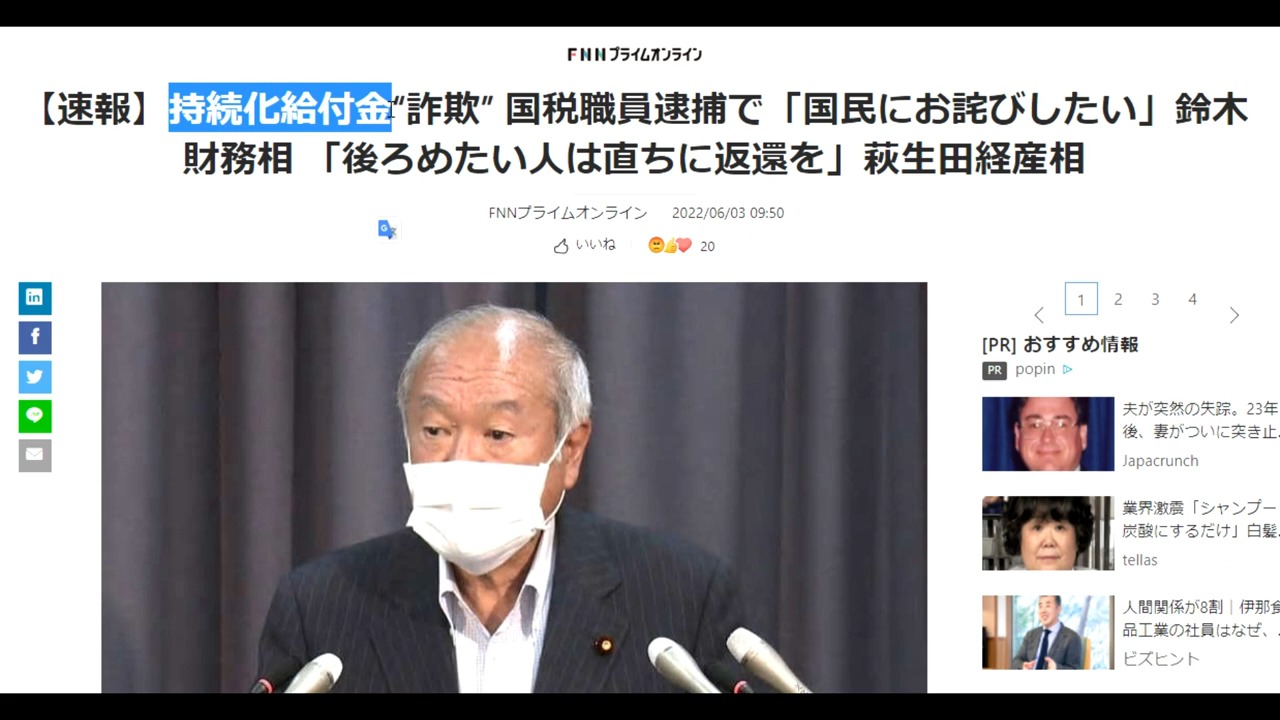 FNNプライムオンライン
【速報】持続化給付金“詐欺” 国税職員逮捕で「国民にお詫びしたい」鈴木
財務相 「後ろめたい人は直ちに返還を」萩生田経産相
FNNプライムオンライン 2022/06/03 09:50
いいね 20
1 2 3 4
[PR] おすすめ情報
PR popin
夫が突然の失踪。23年
後、妻がついに突き止.
Japacrunch
業界激震「シャンプー
炭酸にするだけ」白髪.
tellas
人間関係が8割｜伊那食
品工業の社員はなぜ、.
ビズヒント